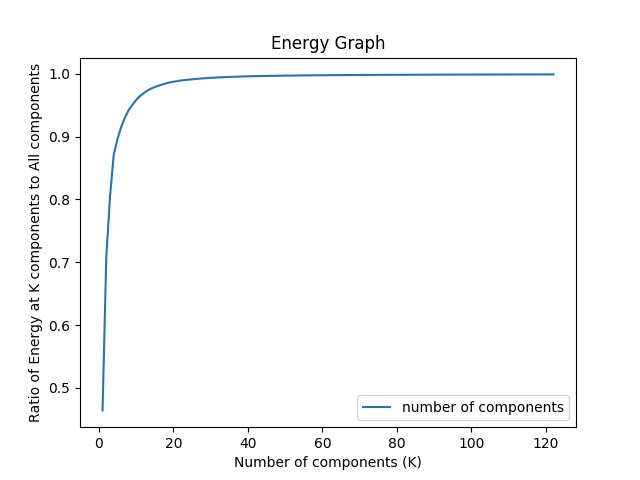 Energy Graph
Ratio of Energy at K components to All components
1.0
0.9
0.8
0.7
0.6
0.5
number of components
0 20 40 60 80 100 120
Number of components (K)